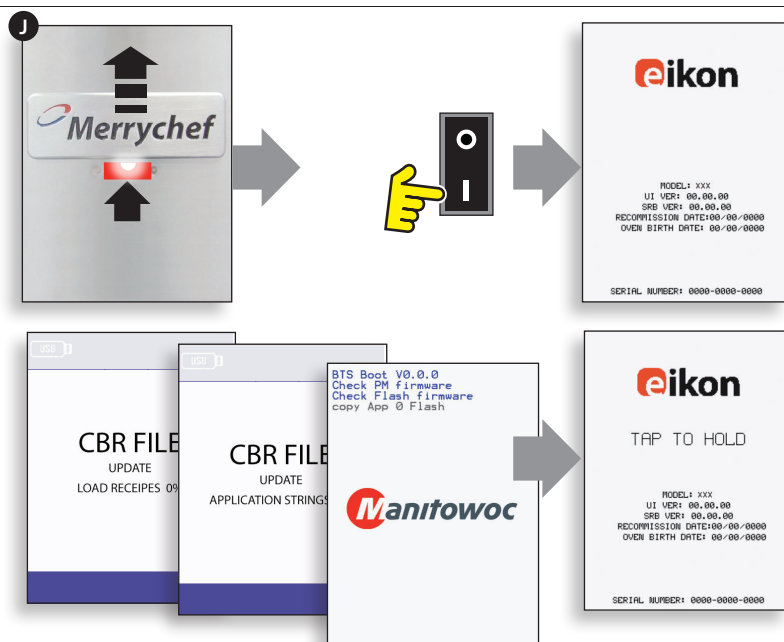 J
Merrychef
eikon
MODEL: XXX
UI VER: 00.00.00
SRB VER: 00.00.00
RECOMMISSION DATE:00/00/0000
OVEN BIRTH DATE: 00/00/0000
SERIAL NUMBER: 0000-0000-0000
USB
CBR FILE
UPDATE
LOAD RECEIPES 0%
USB
CBR FILE
UPDATE
APPLICATION STRINGS
BTS Boot V0.0.0
Check PM firmware
Check Flash firmware
copy App 0 Flash
Manitowoc
eikon
TAP TO HOLD
MODEL: XXX
UI VER: 00.00.00
SRB VER: 00.00.00
RECOMMISSION DATE:00/00/0000
OVEN BIRTH DATE: 00/00/0000
SERIAL NUMBER: 0000-0000-0000